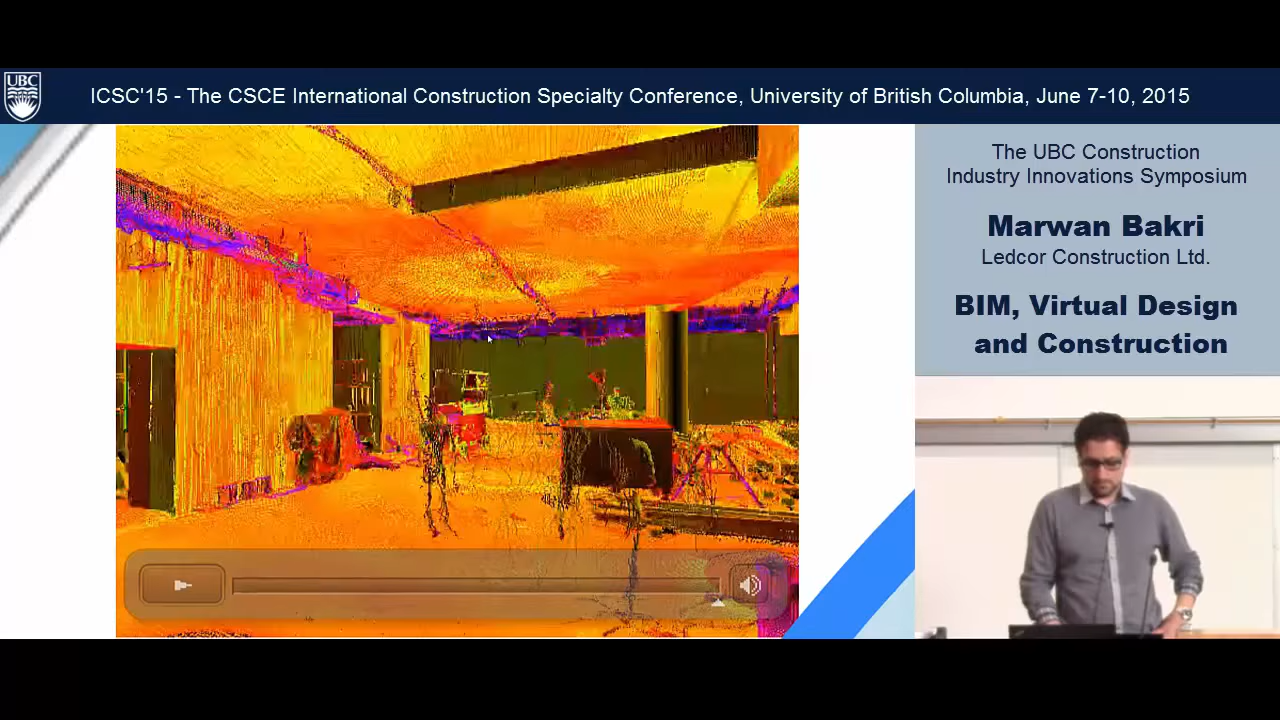 UBC
ICSC'15 - The CSCE International Construction Specialty Conference, University of British Columbia, June 7-10, 2015
The UBC Construction
Industry Innovations Symposium
Marwan Bakri
Ledcor Construction Ltd.
BIM, Virtual Design
and Construction